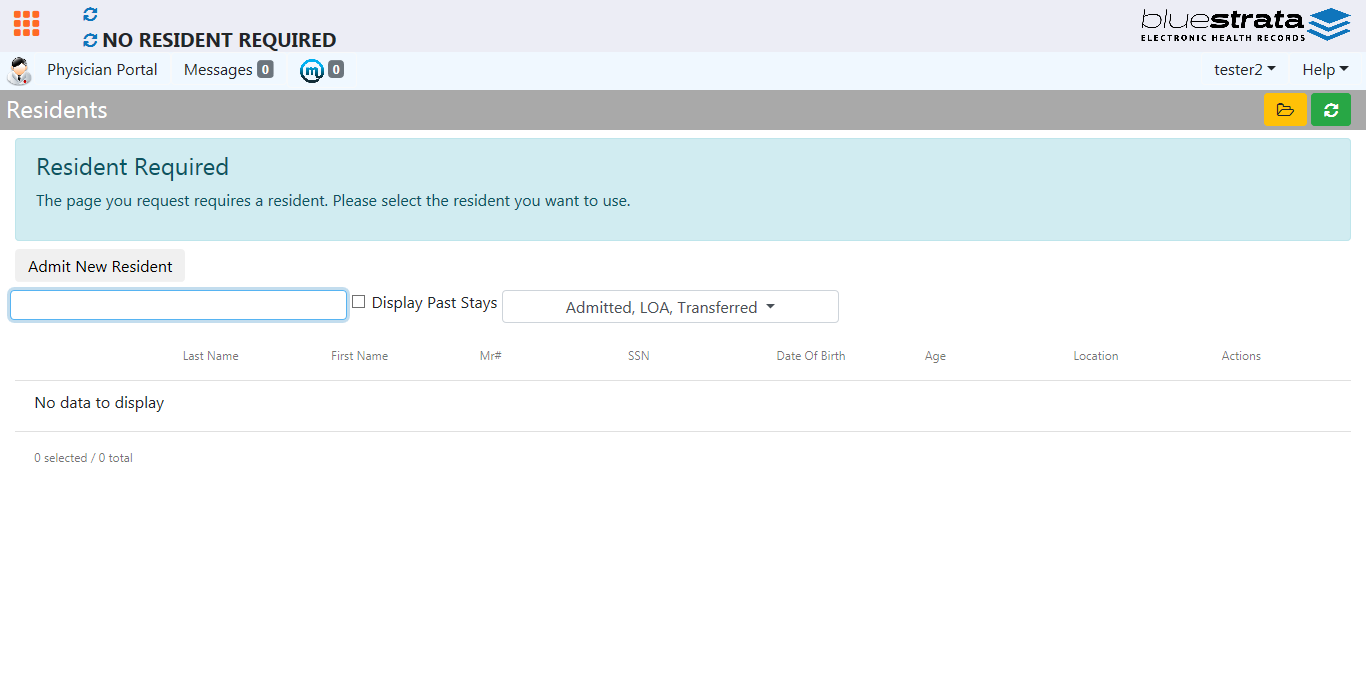 NO RESIDENT REQUIRED
bluestrata
ELECTRONIC HEALTH RECORDS
Physician Portal Messages 0 m 0 tester2 Help
Residents
Resident Required
The page you request requires a resident. Please select the resident you want to use.
Admit New Resident
Display Past Stays Admitted, LOA, Transferred
Last Name First Name Mr# SSN Date Of Birth Age Location Actions
No data to display
0 selected / 0 total